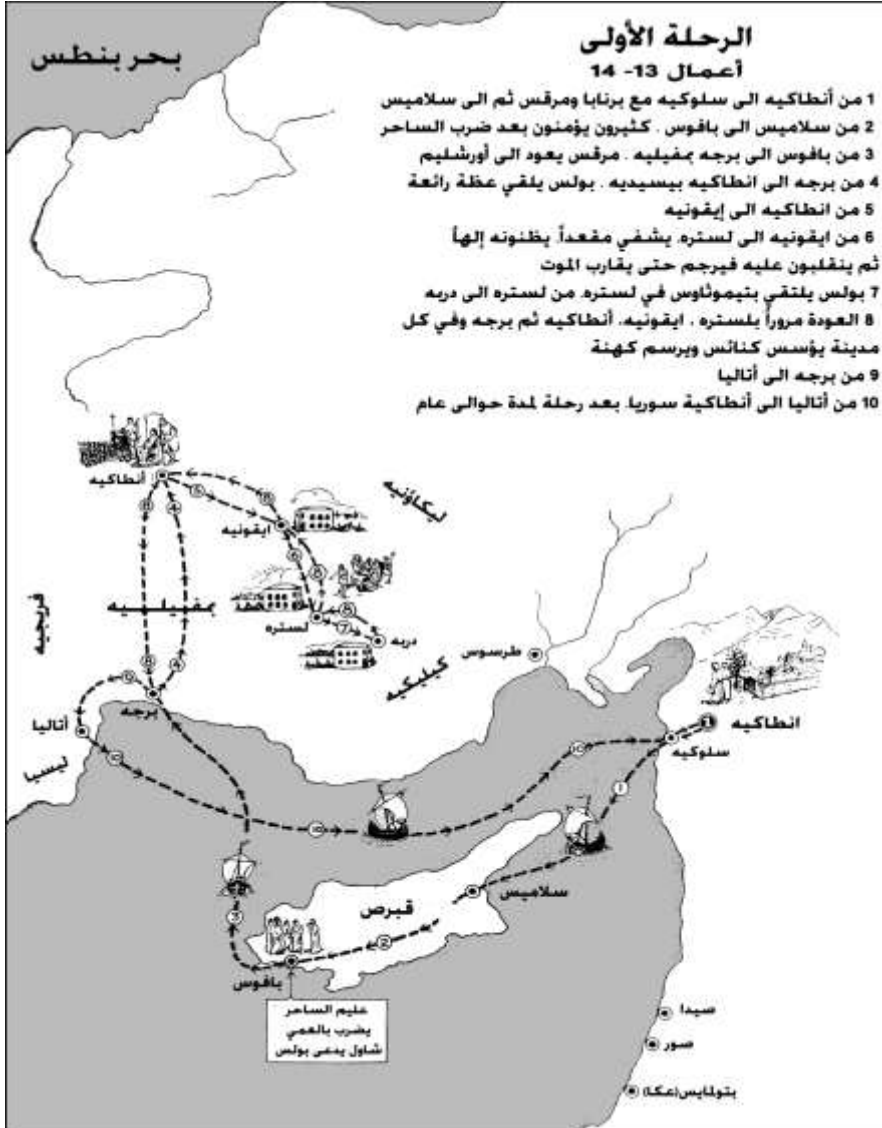 بحر بنطس
الرحلة الأولى
أعمال 13- 14
1 من أنطاكيه الى سلوكيه مع برنابا ومرقس ثم الى سلاميس
2 من سلاميس الى بافوس . كثيرون يؤمنون بعد ضرب الساحر
3 من بافوس الى برجه بمفيليه . مرقس يعود الى أورشليم
4 من برجه الى انطاكيه بيسيديه . بولس يلقي عظة رائعة
5 من انطاكيه الى إيقونيه
6 من ايقونيه الى لستره. يشفي مقعداً. يظنونه إلهاً
ثم ينقلبون عليه فيرجم حتى يقارب الموت
7 بولس يلتقي بتيموثاوس في لستره. من لستره الى دربه
8 العودة مروراً بلستره ، ايقونيه، أنطاكيه ثم برجه وفي كل
مدينة يؤسس كنائس ويرسم كهنة
9 من برجه الى أتاليا
10 من أتاليا الى أنطاكية سوريا. بعد رحلة لمدة حوالى عام
أنطاكيه
ليكاؤنيه
ايقونيه
بمفيليه
فريجيه
لستره
دربه
كيليكيه
طرسوس
برجه
أتاليا
ليسيا
انطاكيه
سلوكيه
سلاميس
قبرص
بافوس
عليم الساحر
يضرب بالعمي
شاول يدعى بولس
صيدا
صور
بتولمايس(عكا)